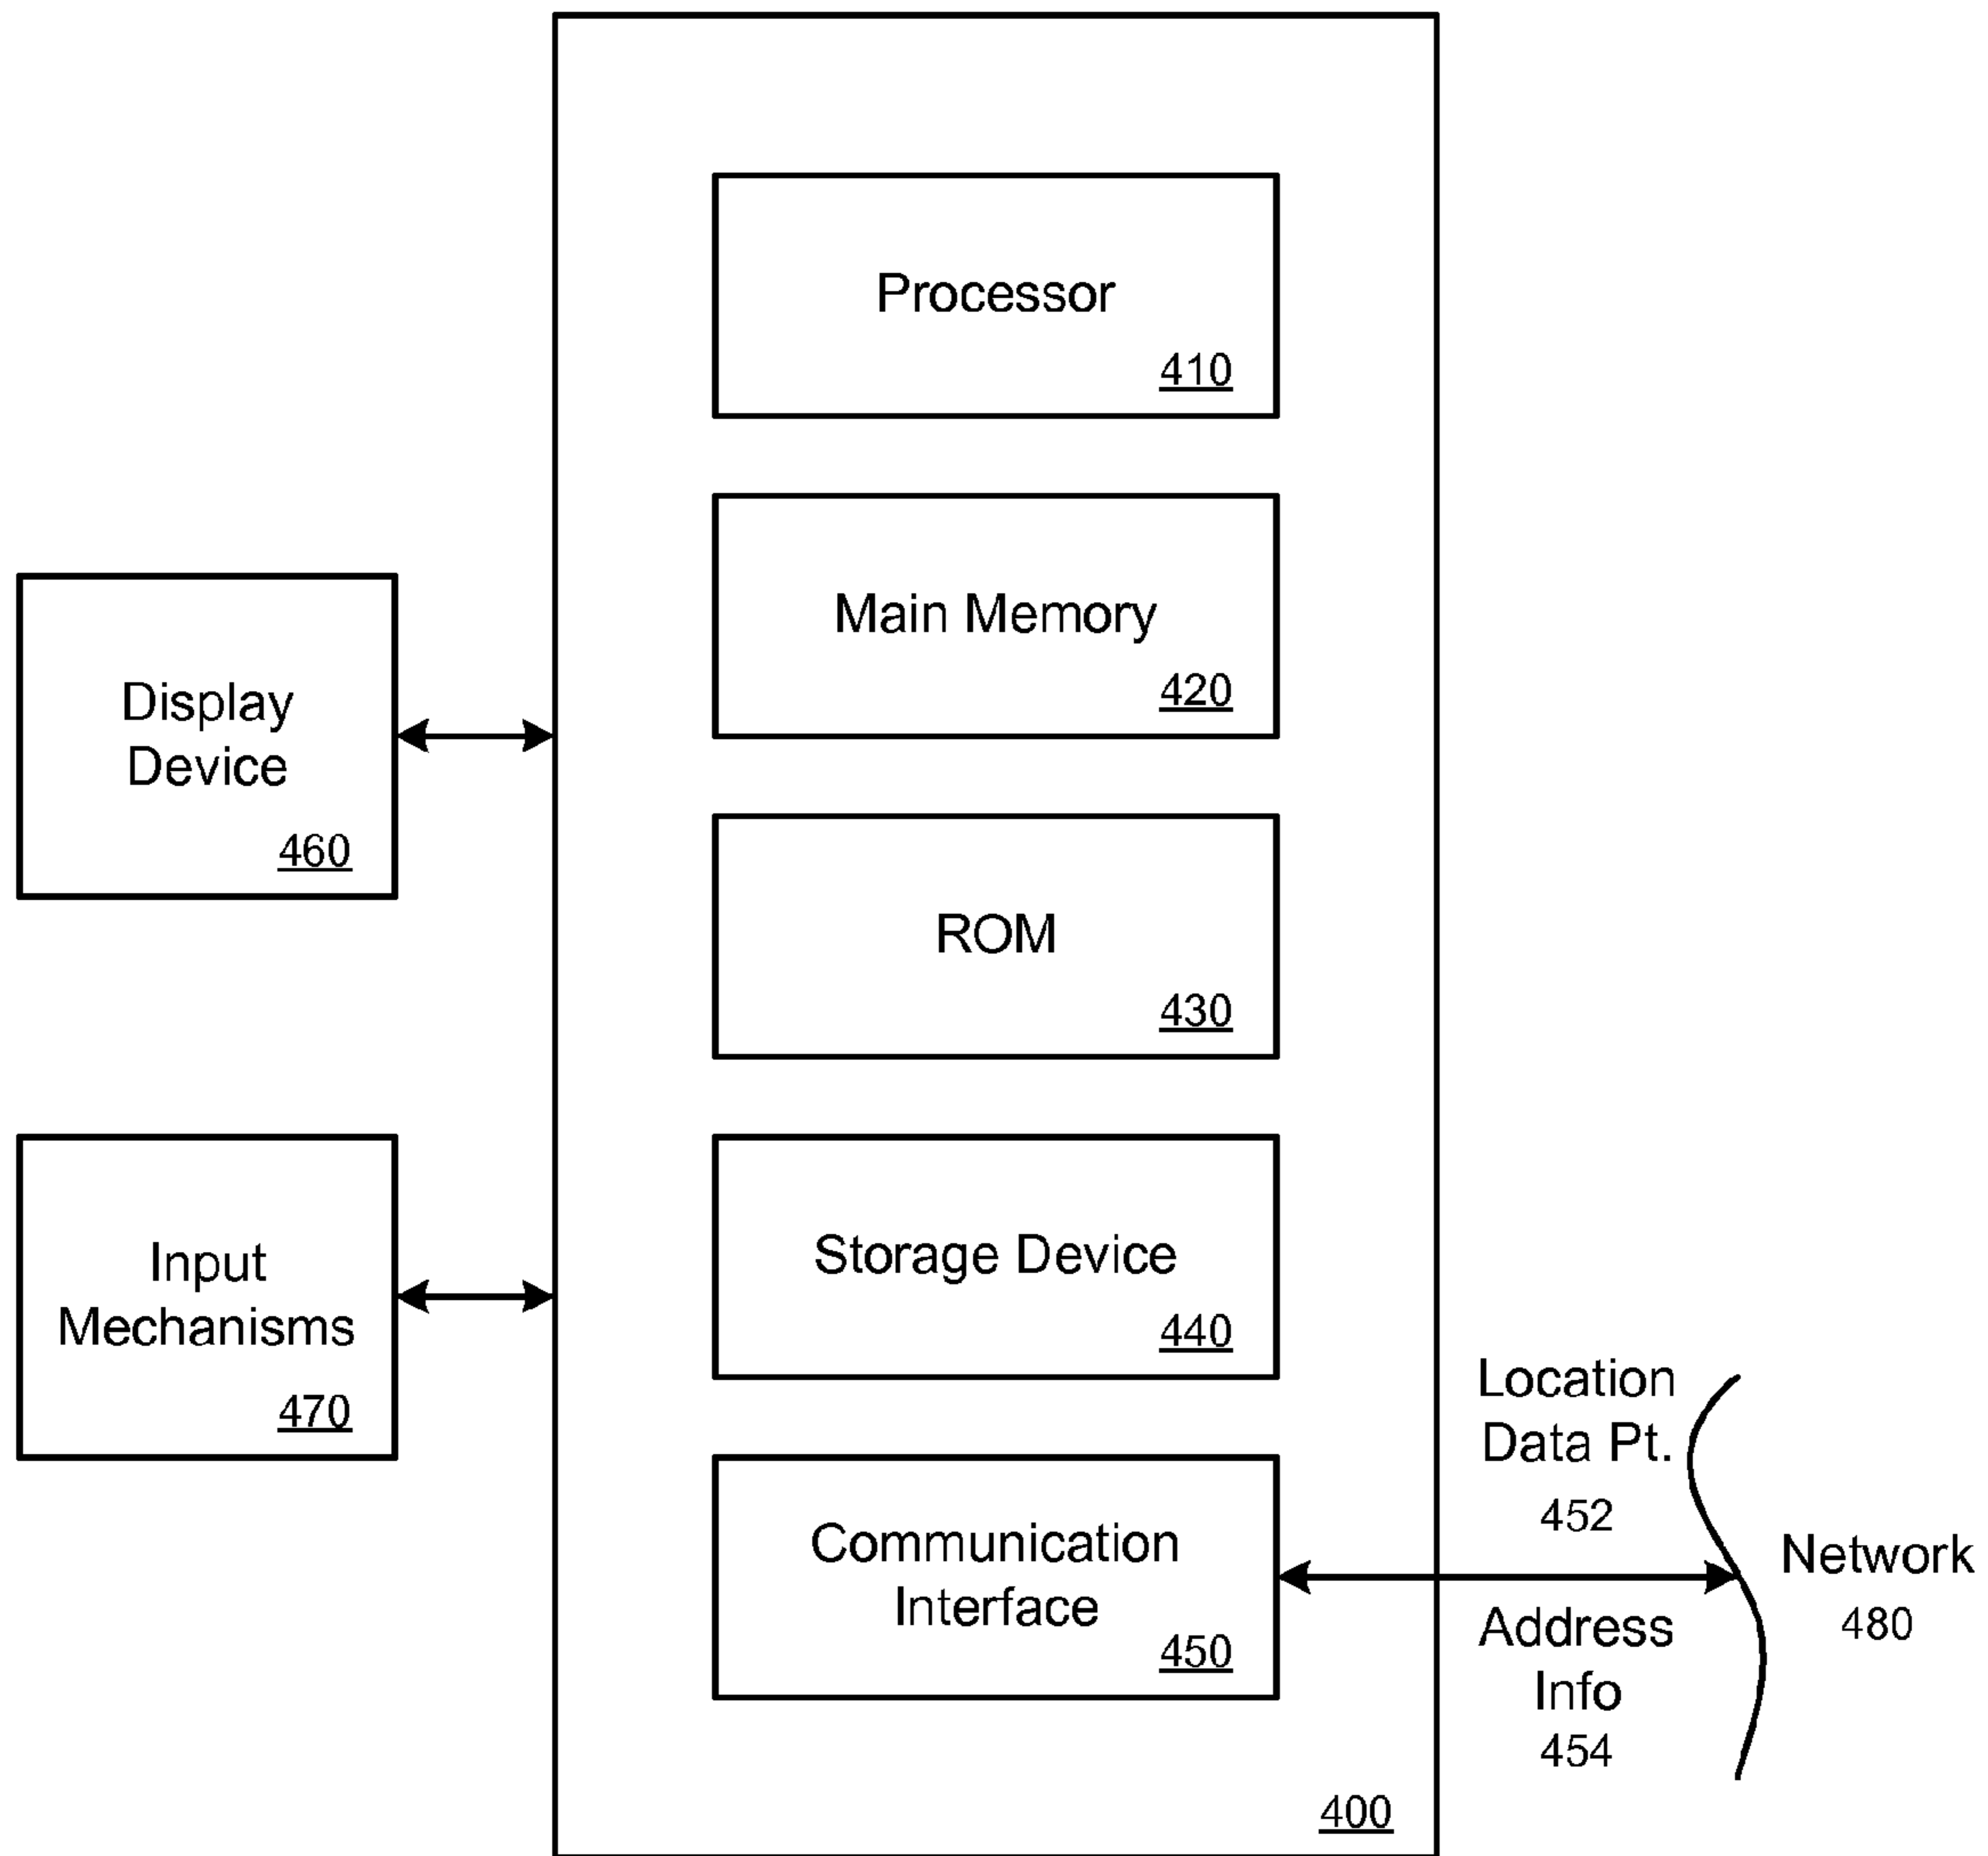 Processor
410
Main Memory
420
Display
Device
460
ROM
430
Input
Mechanisms
470
Storage Device
440
Communication
Interface
450
Location
Data Pt.
452
Address
Info
454
Network
480
400